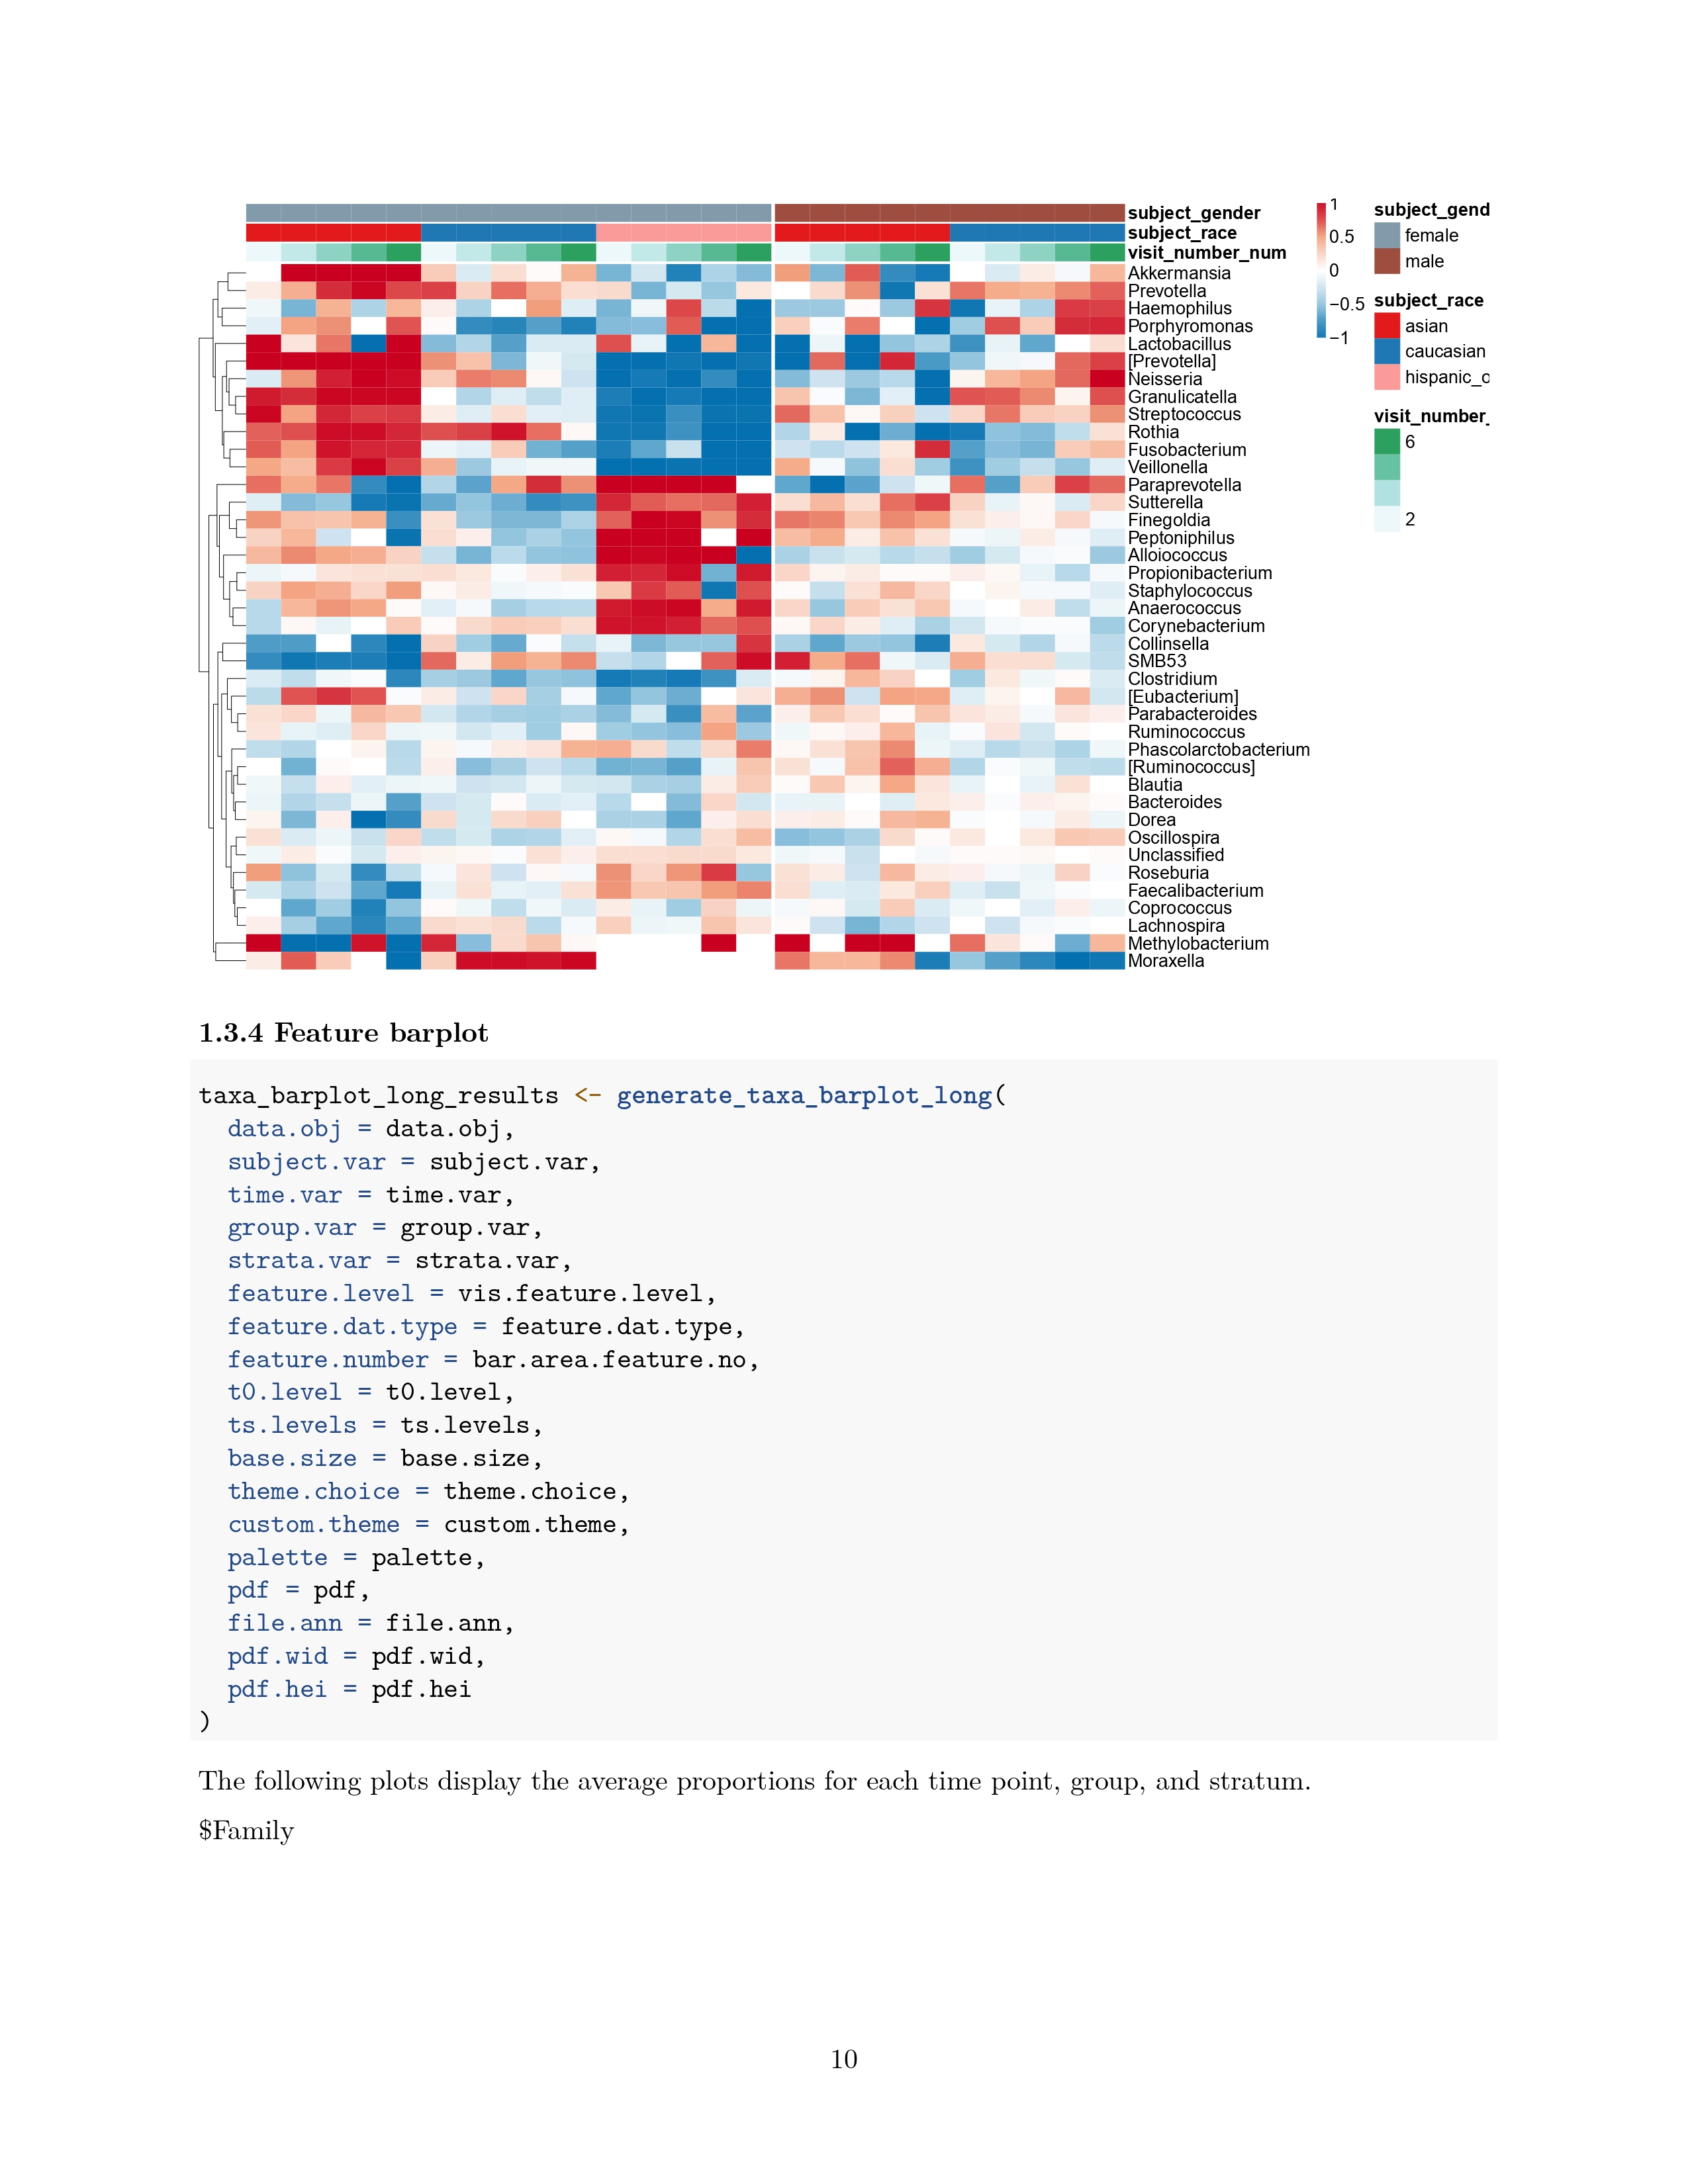 subject_gender
subject_race
visit_number_num
Akkermansia
Prevotella
Haemophilus
Porphyromonas
Lactobacillus
[Prevotella]
Neisseria
Granulicatella
Streptococcus
Rothia
Fusobacterium
Veillonella
Paraprevotella
Sutterella
Finegoldia
Peptoniphilus
Alloiococcus
Propionibacterium
Staphylococcus
Anaerococcus
Corynebacterium
Collinsella
SMB53
Clostridium
[Eubacterium]
Parabacteroides
Ruminococcus
Phascolarctobacterium
[Ruminococcus]
Blautia
Bacteroides
Dorea
Oscillospira
Unclassified
Roseburia
Faecalibacterium
Coprococcus
Lachnospira
Methylobacterium
Moraxella
1
0.5
0
−0.5
−1
subject_gend
female
male
subject_race
asian
caucasian
hispanic_o
visit_number_
6
2
1.3.4 Feature barplot
taxa_barplot_long_results <- generate_taxa_barplot_long(
data.obj = data.obj,
subject.var = subject.var,
time.var = time.var,
group.var = group.var,
strata.var = strata.var,
feature.level = vis.feature.level,
feature.dat.type = feature.dat.type,
feature.number = bar.area.feature.no,
t0.level = t0.level,
ts.levels = ts.levels,
base.size = base.size,
theme.choice = theme.choice,
custom.theme = custom.theme,
palette = palette,
pdf = pdf,
file.ann = file.ann,
pdf.wid = pdf.wid,
pdf.hei = pdf.hei
)
The following plots display the average proportions for each time point, group, and stratum.
$Family
10